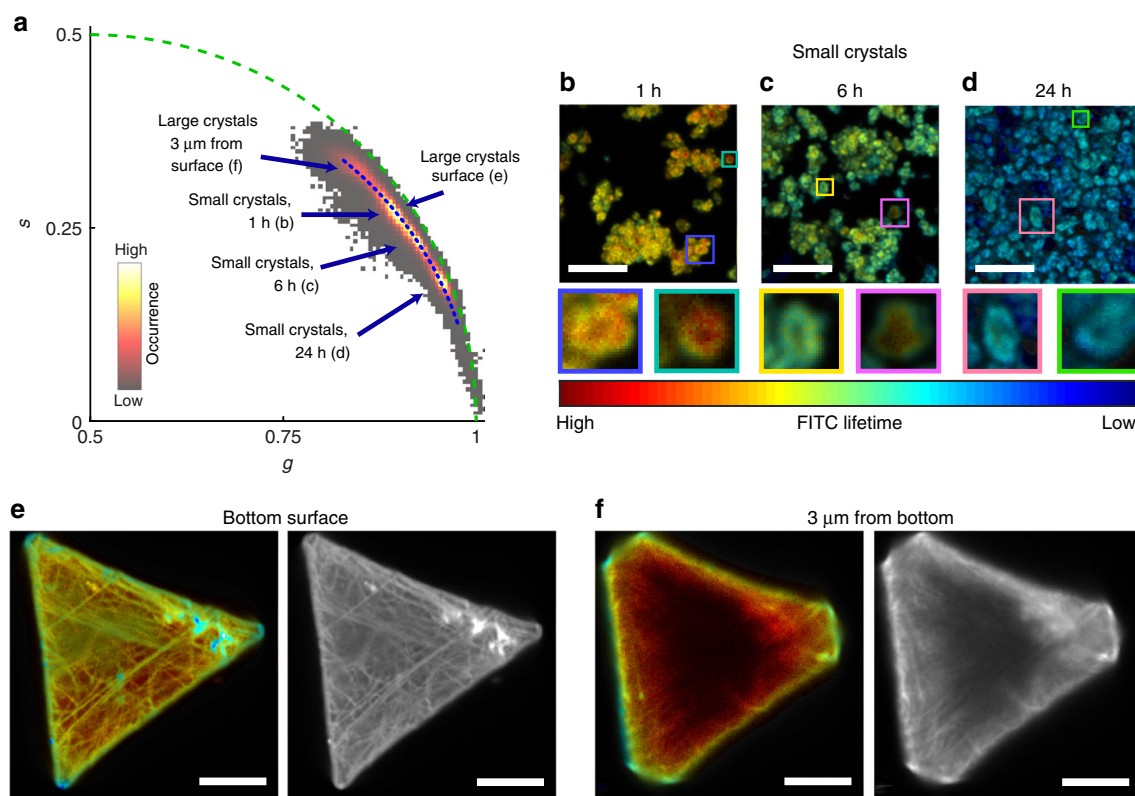 a
0.5
s
0.25
0
0.5
0.75
1
g
Large crystals
3 μm from
surface (f)
Large crystals
surface (e)
Small crystals,
1 h (b)
Small crystals,
6 h (c)
Small crystals,
24 h (d)
High
Occurrence
Low
Small crystals
b
1 h
c
6 h
d
24 h
High
FITC lifetime
Low
e
Bottom surface
f
3 μm from bottom